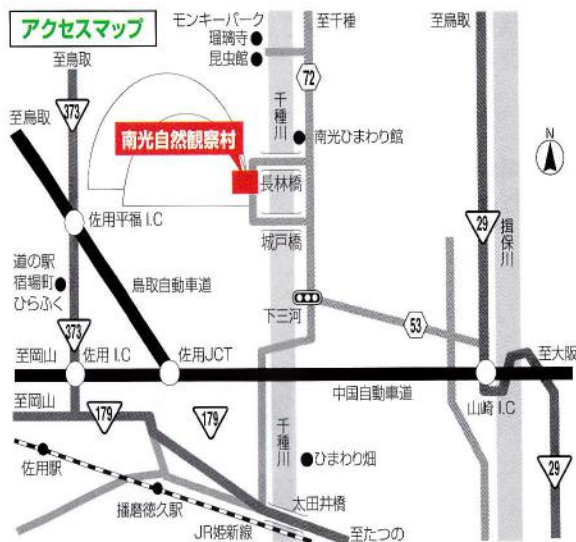 アクセスマップ
モンキーパーク
瑠璃寺
昆虫館
至千種
至鳥取
至鳥取
373
72
至鳥取
千種川
南光ひまわり館
N
南光自然観察村
長林橋
29
揖保川
佐用平福 I.C
城戸橋
道の駅
宿場町
ひらふく
鳥取自動車道
下三河
53
373
至岡山
佐用 I.C
佐用JCT
至大阪
中国自動車道
山崎 I.C
至岡山
179
179
千種川
ひまわり畑
29
佐用駅
播磨徳久駅
太田井橋
JR姫新線
至たつの